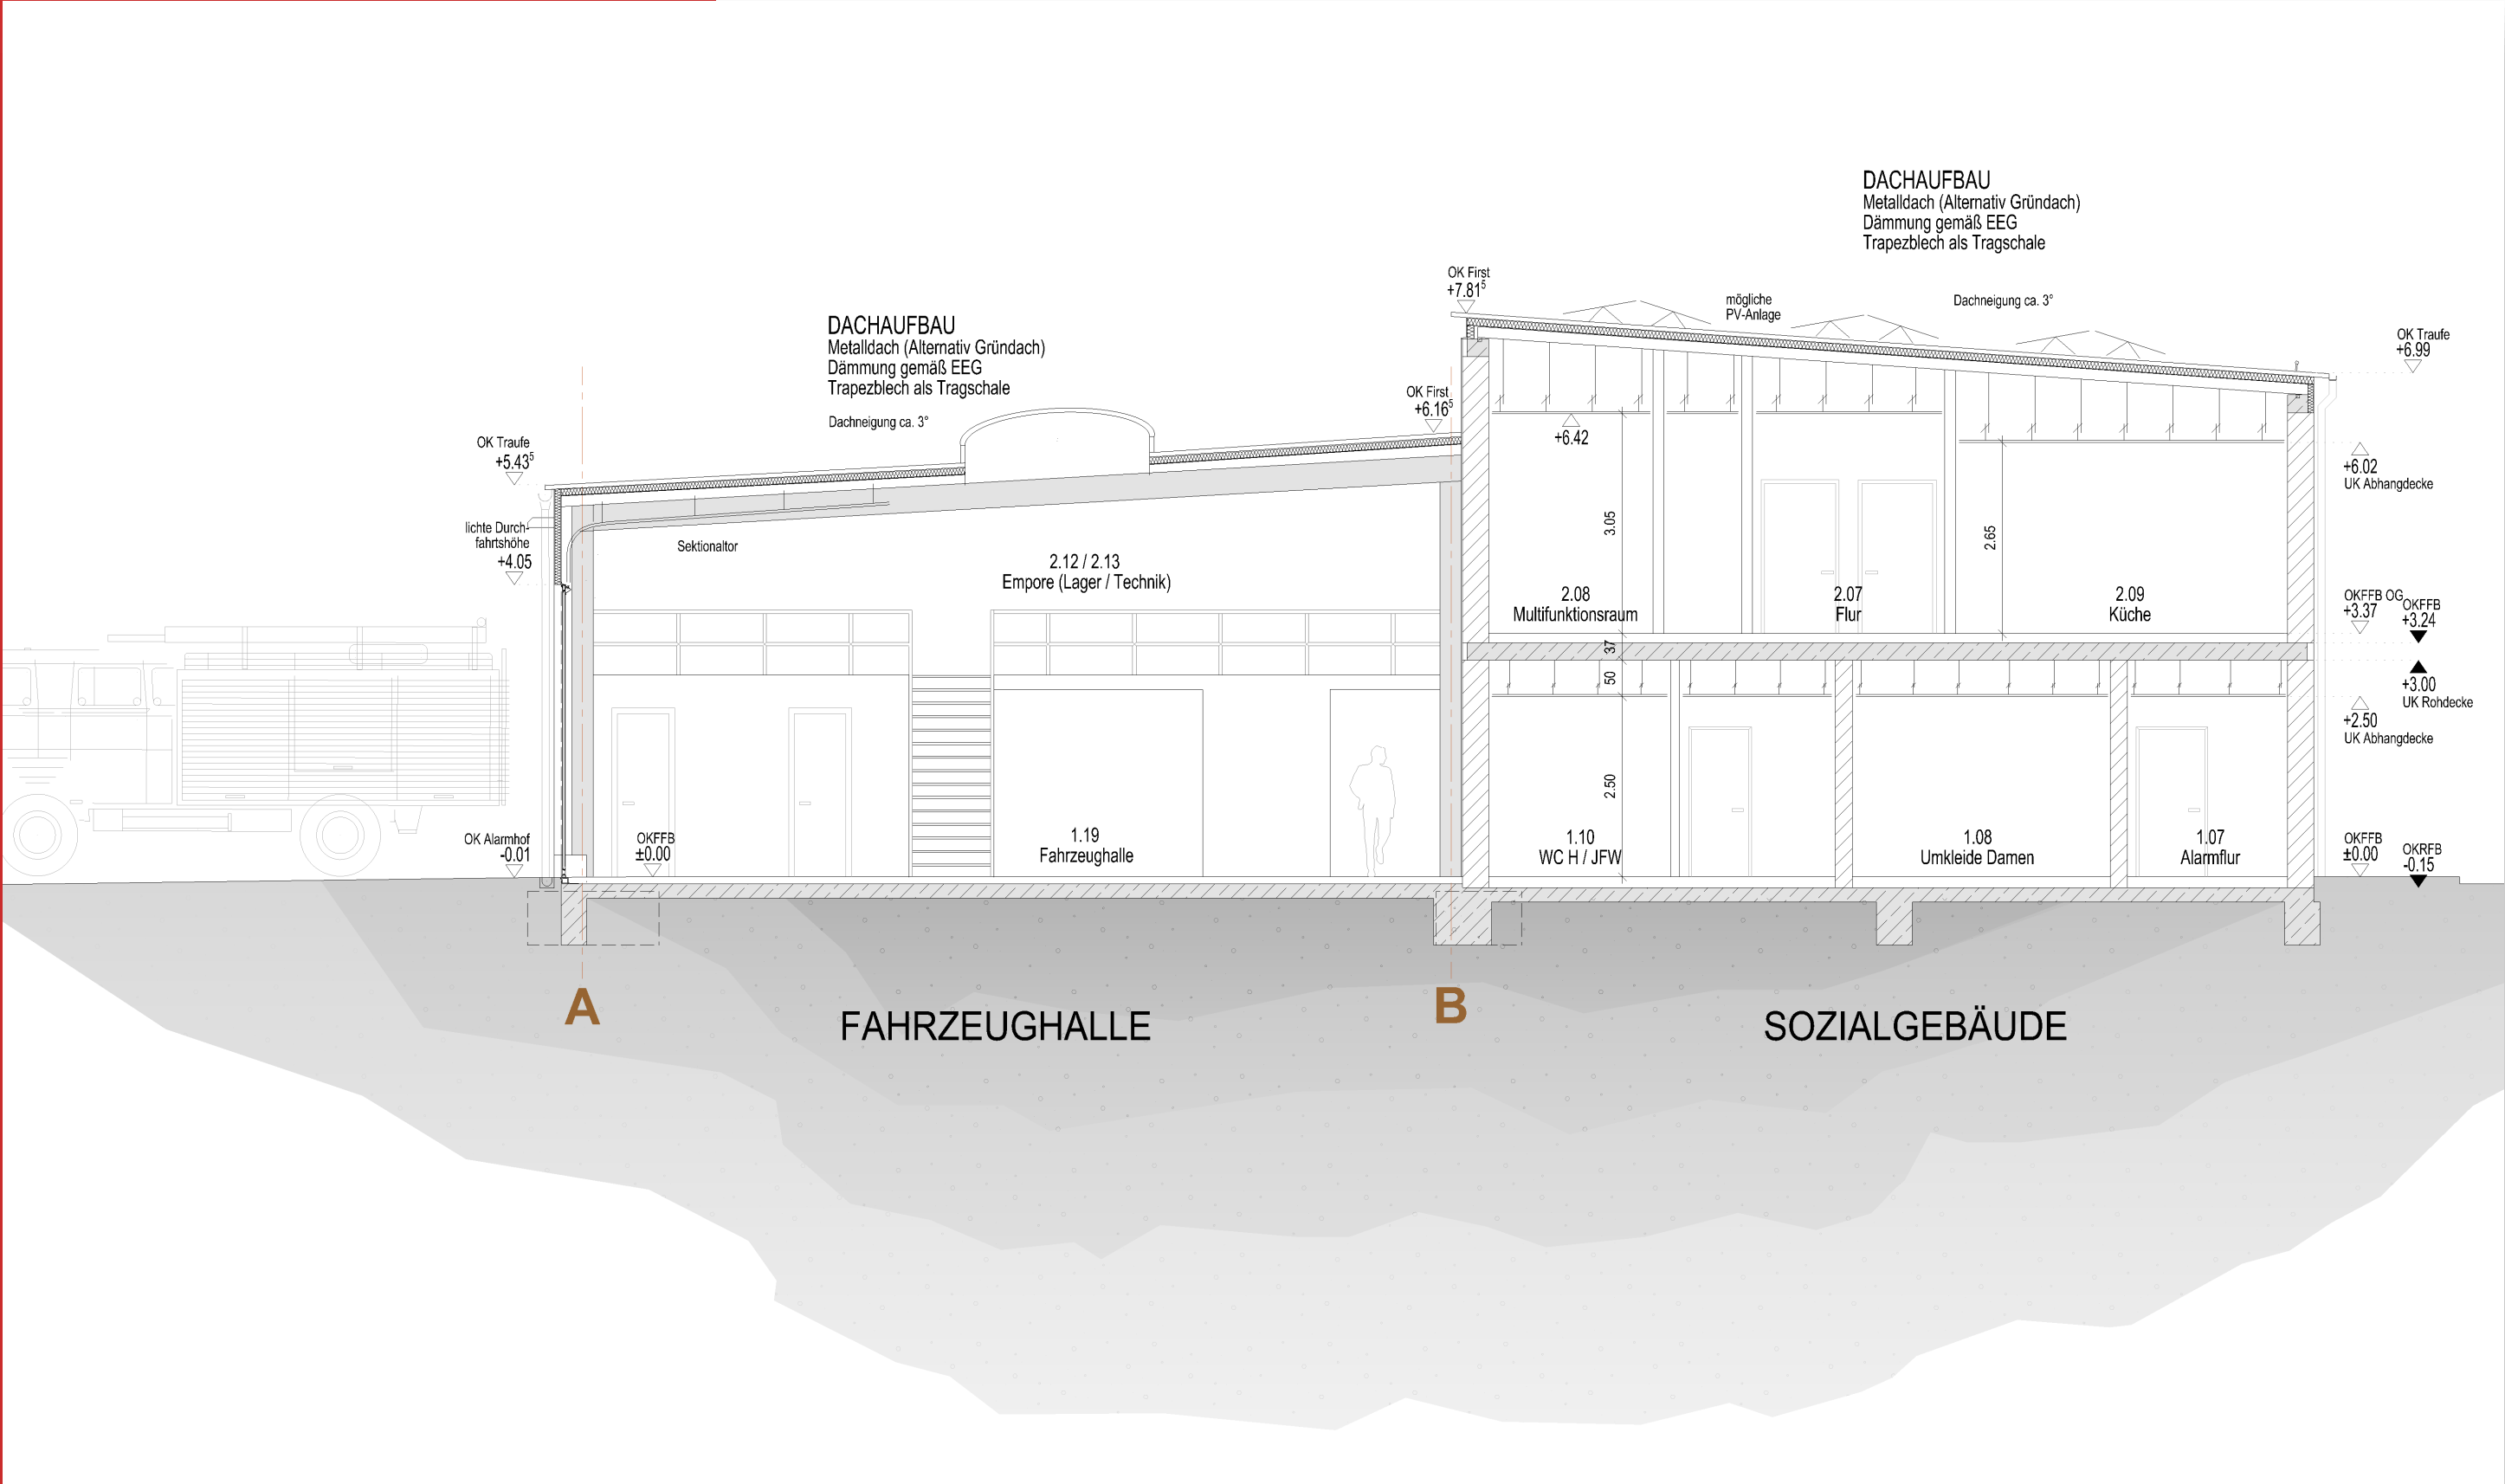 DACHAUFBAU
Metalldach (Alternativ Gründach)
Dämmung gemäß EEG
Trapezblech als Tragschale
OK First
+7.81⁵
mögliche
PV-Anlage
Dachneigung ca. 3°
DACHAUFBAU
Metalldach (Alternativ Gründach)
Dämmung gemäß EEG
Trapezblech als Tragschale
Dachneigung ca. 3°
OK Traufe
+6.99
OK First
+6.16⁵
+6.42
OK Traufe
+5.43⁵
+6.02
UK Abhangdecke
lichte Durch-
fahrtshöhe
+4.05
Sektionaltor
3.05
2.65
2.12 / 2.13
Empore (Lager / Technik)
2.08
Multifunktionsraum
2.07
Flur
2.09
Küche
OKFFB OG
+3.37
OKFFB
+3.24
37
50
+3.00
UK Rohdecke
+2.50
UK Abhangdecke
2.50
OK Alarmhof
-0.01
OKFFB
±0.00
1.19
Fahrzeughalle
1.10
WC H / JFW
1.08
Umkleide Damen
1.07
Alarmflur
OKFFB
±0.00
OKRFB
-0.15
A
B
FAHRZEUGHALLE
SOZIALGEBÄUDE